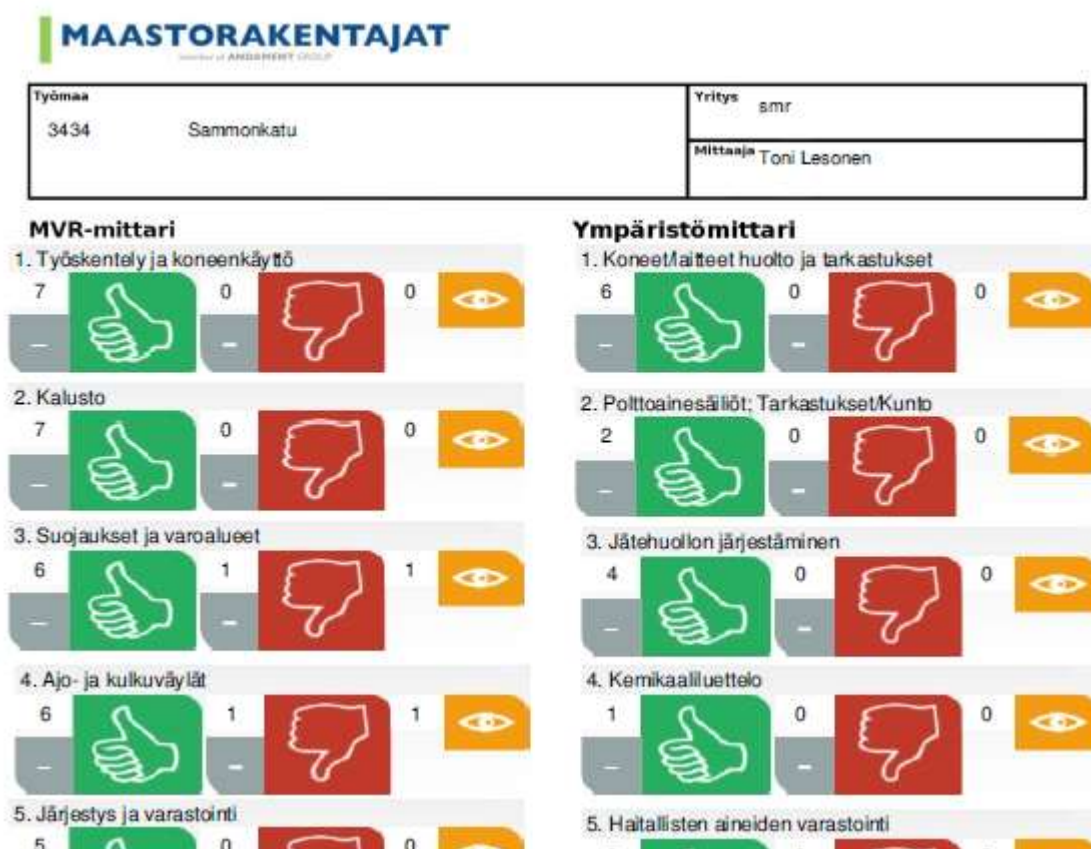 MAASTORAKENTAJAT
member of ANDAMENT GROUP
Työmaa
3434 Sammonkatu
Yritys smr
Mittaaja Toni Lesonen
MVR-mittari
1. Työskentely ja koneenkäyttö
7 0 0
2. Kalusto
7 0 0
3. Suojaukset ja varoalueet
6 1 1
4. Ajo- ja kulkuväylät
6 1 1
5. Järjestys ja varastointi
5 0 0
Ympäristömittari
1. Koneet/laitteet huolto ja tarkastukset
6 0 0
2. Polttoainesäiliöt; Tarkastukset/Kunto
2 0 0
3. Jätehuollon järjestäminen
4 0 0
4. Kemikaaliluettelo
1 0 0
5. Haitallisten aineiden varastointi